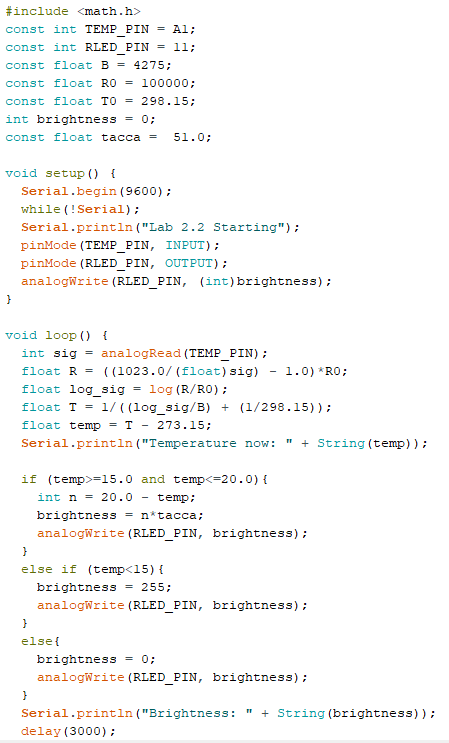 #include <math.h>
const int TEMP_PIN = A1;
const int RLED_PIN = 11;
const float B = 4275;
const float R0 = 100000;
const float T0 = 298.15;
int brightness = 0;
const float tacca =  51.0;
void setup() {
  Serial.begin(9600);
  while(!Serial);
  Serial.println("Lab 2.2 Starting");
  pinMode(TEMP_PIN, INPUT);
  pinMode(RLED_PIN, OUTPUT);
  analogWrite(RLED_PIN, (int)brightness);
}
void loop() {
  int sig = analogRead(TEMP_PIN);
  float R = ((1023.0/(float)sig) - 1.0)*R0;
  float log_sig = log(R/R0);
  float T = 1/((log_sig/B) + (1/298.15));
  float temp = T - 273.15;
  Serial.println("Temperature now: " + String(temp));
  if (temp>=15.0 and temp<=20.0){
    int n = 20.0 - temp;
    brightness = n*tacca;
    analogWrite(RLED_PIN, brightness);
  }
  else if (temp<15){
    brightness = 255;
    analogWrite(RLED_PIN, brightness);
  }
  else{
    brightness = 0;
    analogWrite(RLED_PIN, brightness);
  }
  Serial.println("Brightness: " + String(brightness));
  delay(3000);